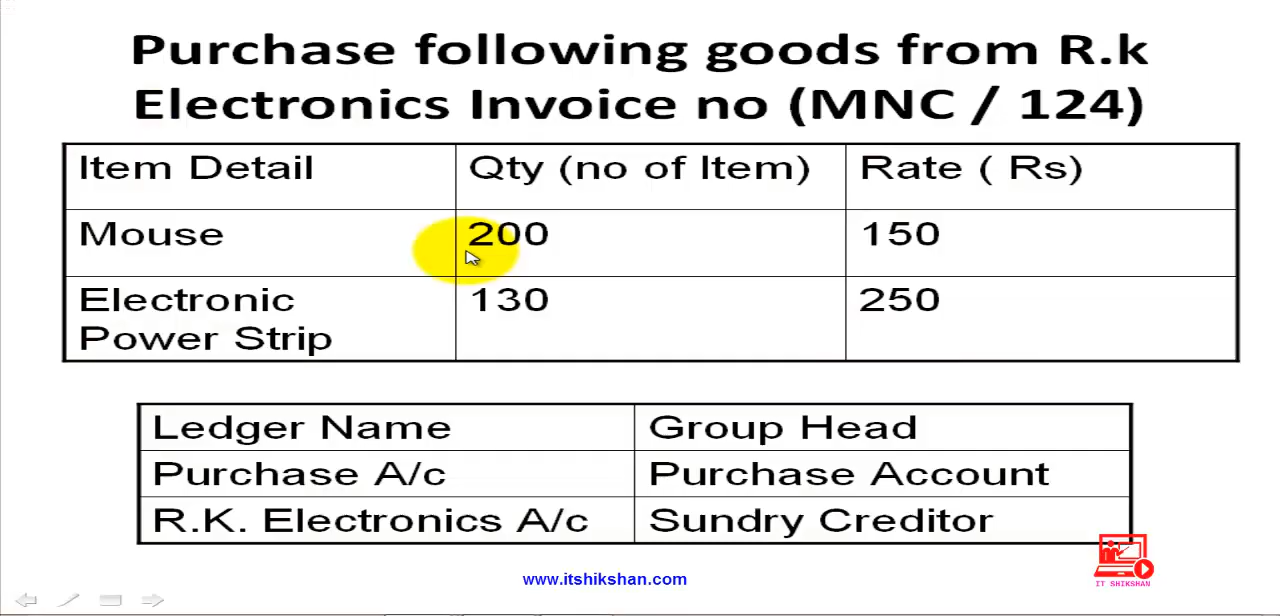 Purchase following goods from R.k
Electronics Invoice no (MNC / 124)
Item Detail Qty (no of Item) Rate ( Rs)
Mouse 200 150
Electronic 130 250
Power Strip
Ledger Name Group Head
Purchase A/c Purchase Account
R.K. Electronics A/c Sundry Creditor
IT SHIKSHAN
www.itshikshan.com